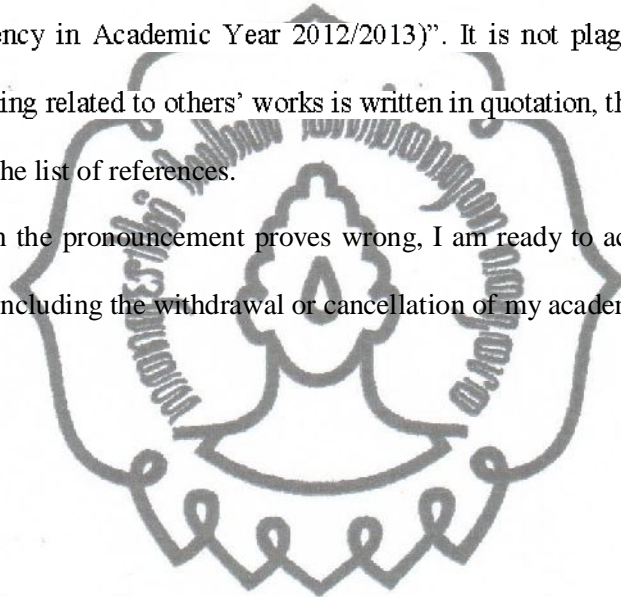 ency in Academic Year 2012/2013)”. It is not plag
ing related to others’ works is written in quotation, th
he list of references.
n the pronouncement proves wrong, I am ready to ac
ncluding the withdrawal or cancellation of my academ